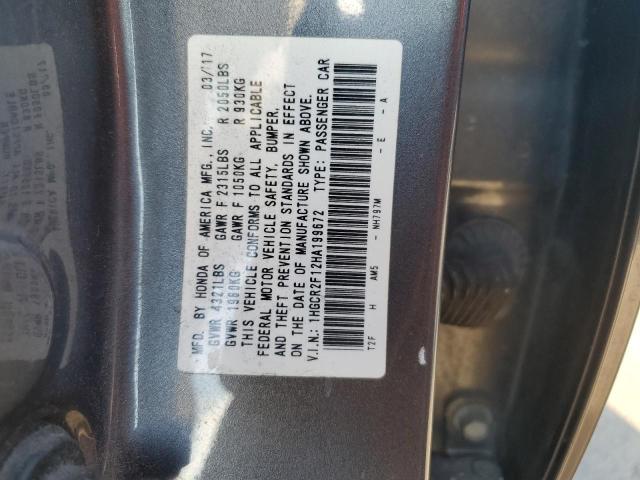 MFD. BY HONDA OF AMERICA MFG., INC. 03/17
GVWR 4321LBS GAWR F 2315LBS R 2050LBS
GVWR 1960KG GAWR F 1050KG R 930KG
THIS VEHICLE CONFORMS TO ALL APPLICABLE
FEDERAL MOTOR VEHICLE SAFETY, BUMPER,
AND THEFT PREVENTION STANDARDS IN EFFECT
ON THE DATE OF MANUFACTURE SHOWN ABOVE.
V.I.N.: 1HGCR2F12HA199672 TYPE: PASSENGER CAR
T2F H AM5 - NH797M - E - A